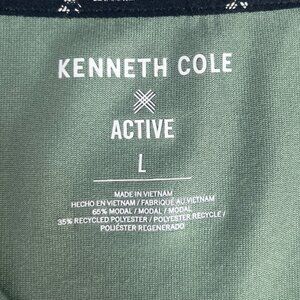 KENNETH COLE
ACTIVE
L
MADE IN VIETNAM
HECHO EN VIETNAM / FABRIQUÉ AU VIETNAM
65% MODAL / MODAL / MODAL
35% RECYCLED POLYESTER / POLYESTER RECYCLE /
POLIÉSTER REGENERADO